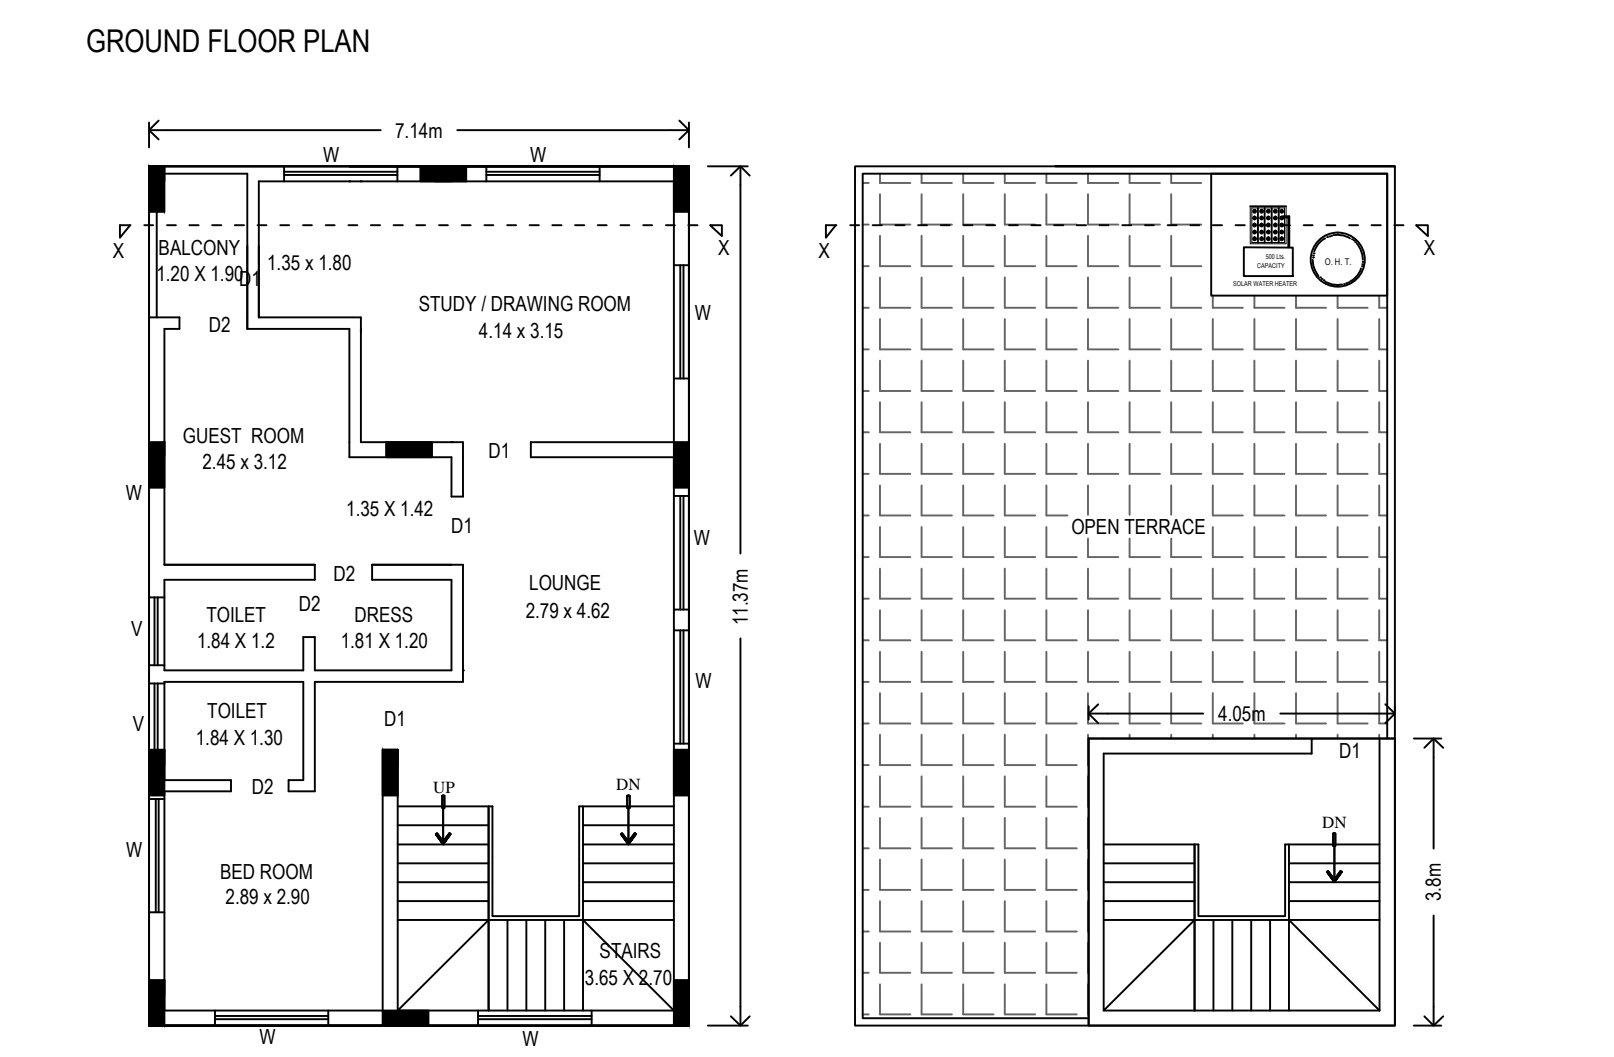 GROUND FLOOR PLAN
7.14m
W
W
X
X
BALCONY
1.20 X 1.90
D1
1.35 x 1.80
STUDY / DRAWING ROOM
4.14 x 3.15
W
D2
GUEST ROOM
2.45 x 3.12
D1
W
1.35 X 1.42
D1
W
D2
LOUNGE
2.79 x 4.62
11.37m
D2
TOILET
1.84 X 1.2
DRESS
1.81 X 1.20
V
W
TOILET
1.84 X 1.30
V
D1
D2
UP
DN
W
BED ROOM
2.89 x 2.90
STAIRS
3.65 X 2.70
W
W
X
X
500 Lts.
CAPACITY
SOLAR WATER HEATER
O. H. T.
OPEN TERRACE
4.05m
D1
DN
3.8m